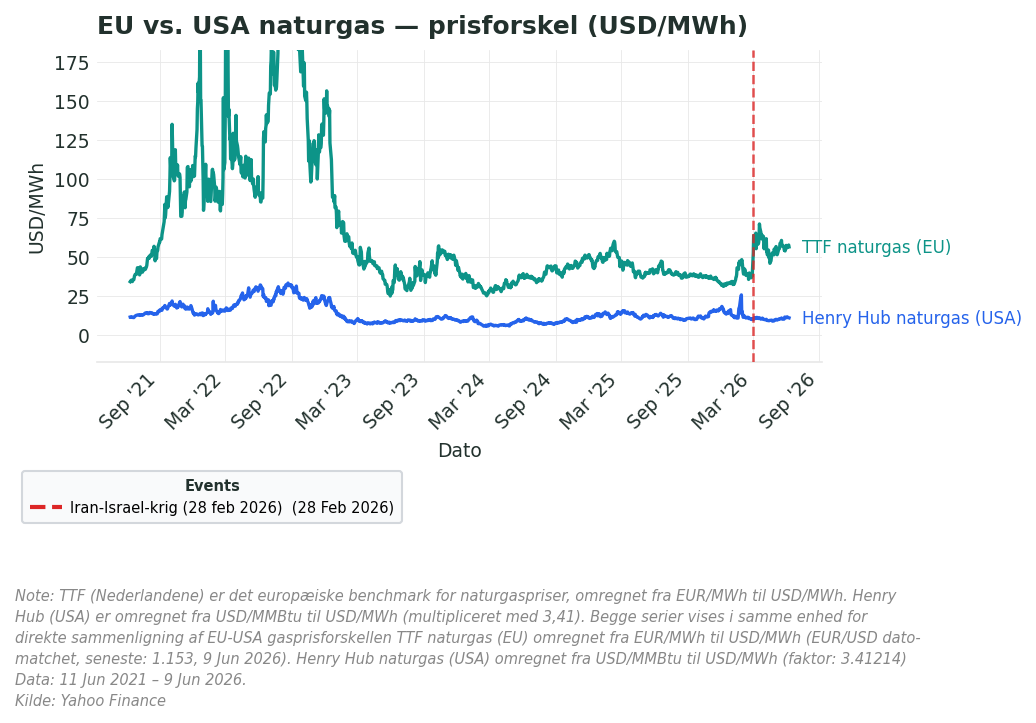 EU vs. USA naturgas — prisforskel (USD/MWh)
USD/MWh
175
150
125
100
75
50
25
0
TTF naturgas (EU)
Henry Hub naturgas (USA)
Sep '21
Mar '22
Sep '22
Mar '23
Sep '23
Mar '24
Sep '24
Mar '25
Sep '25
Mar '26
Sep '26
Dato
Events
Iran-Israel-krig (28 feb 2026)  (28 Feb 2026)
Note: TTF (Nederlandene) er det europæiske benchmark for naturgaspriser, omregnet fra EUR/MWh til USD/MWh. Henry
Hub (USA) er omregnet fra USD/MMBtu til USD/MWh (multipliceret med 3,41). Begge serier vises i samme enhed for
direkte sammenligning af EU-USA gasprisforskellen TTF naturgas (EU) omregnet fra EUR/MWh til USD/MWh (EUR/USD dato-
matchet, seneste: 1.153, 9 Jun 2026). Henry Hub naturgas (USA) omregnet fra USD/MMBtu til USD/MWh (faktor: 3.41214)
Data: 11 Jun 2021 – 9 Jun 2026.
Kilde: Yahoo Finance